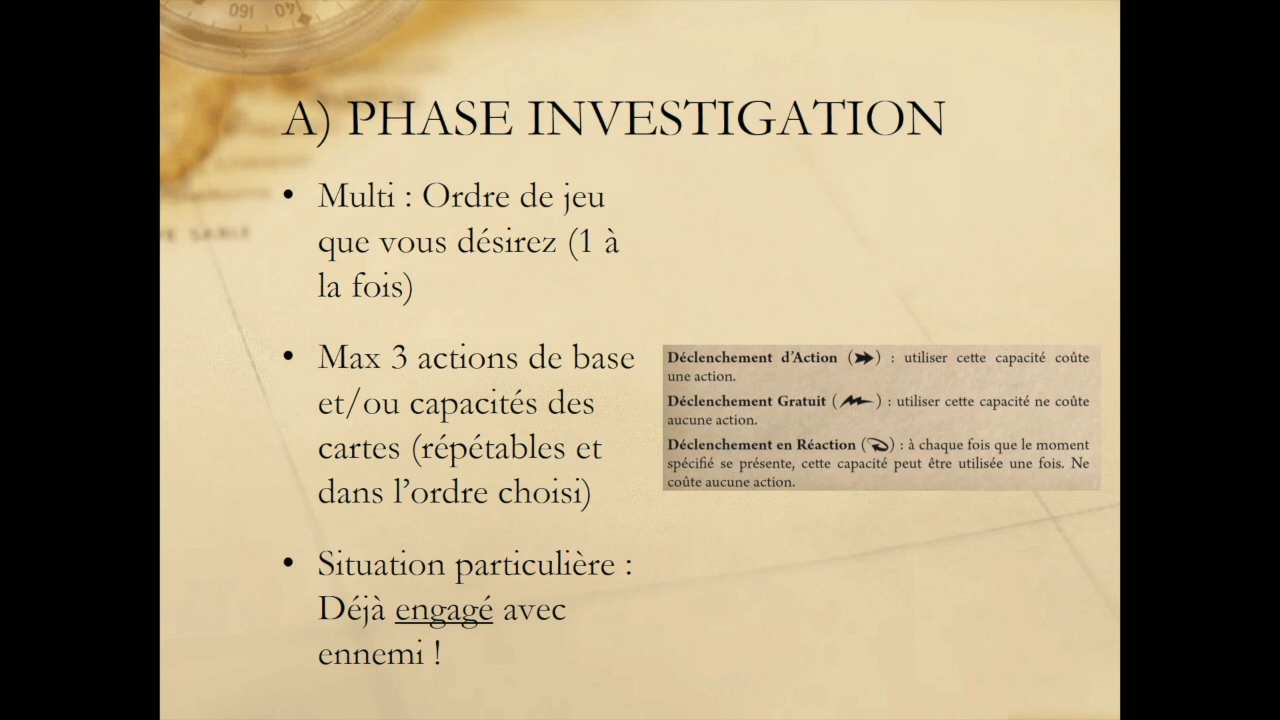 160
40
A) PHASE INVESTIGATION
• Multi : Ordre de jeu
que vous désirez (1 à
la fois)
• Max 3 actions de base
et/ou capacités des
cartes (répétables et
dans l’ordre choisi)
• Situation particulière :
Déjà engagé avec
ennemi !
Déclenchement d’Action ( ) : utiliser cette capacité coûte
une action.
Déclenchement Gratuit ( ) : utiliser cette capacité ne coûte
aucune action.
Déclenchement en Réaction ( ) : à chaque fois que le moment
spécifié se présente, cette capacité peut être utilisée une fois. Ne
coûte aucune action.